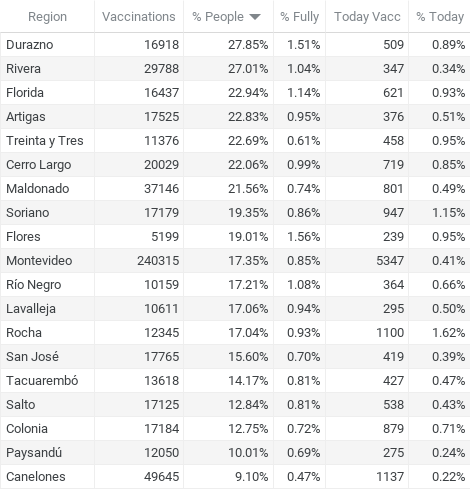 Region Vaccinations % People % Fully Today Vacc % Today
Durazno 16918 27.85% 1.51% 509 0.89%
Rivera 29788 27.01% 1.04% 347 0.34%
Florida 16437 22.94% 1.14% 621 0.93%
Artigas 17525 22.83% 0.95% 376 0.51%
Treinta y Tres 11376 22.69% 0.61% 458 0.95%
Cerro Largo 20029 22.06% 0.99% 719 0.85%
Maldonado 37146 21.56% 0.74% 801 0.49%
Soriano 17179 19.35% 0.86% 947 1.15%
Flores 5199 19.01% 1.56% 239 0.95%
Montevideo 240315 17.35% 0.85% 5347 0.41%
Río Negro 10159 17.21% 1.08% 364 0.66%
Lavalleja 10611 17.06% 0.94% 295 0.50%
Rocha 12345 17.04% 0.93% 1100 1.62%
San José 17765 15.60% 0.70% 419 0.39%
Tacuarembó 13618 14.17% 0.81% 427 0.47%
Salto 17125 12.84% 0.81% 538 0.43%
Colonia 17184 12.75% 0.72% 879 0.71%
Paysandú 12050 10.01% 0.69% 275 0.24%
Canelones 49645 9.10% 0.47% 1137 0.22%